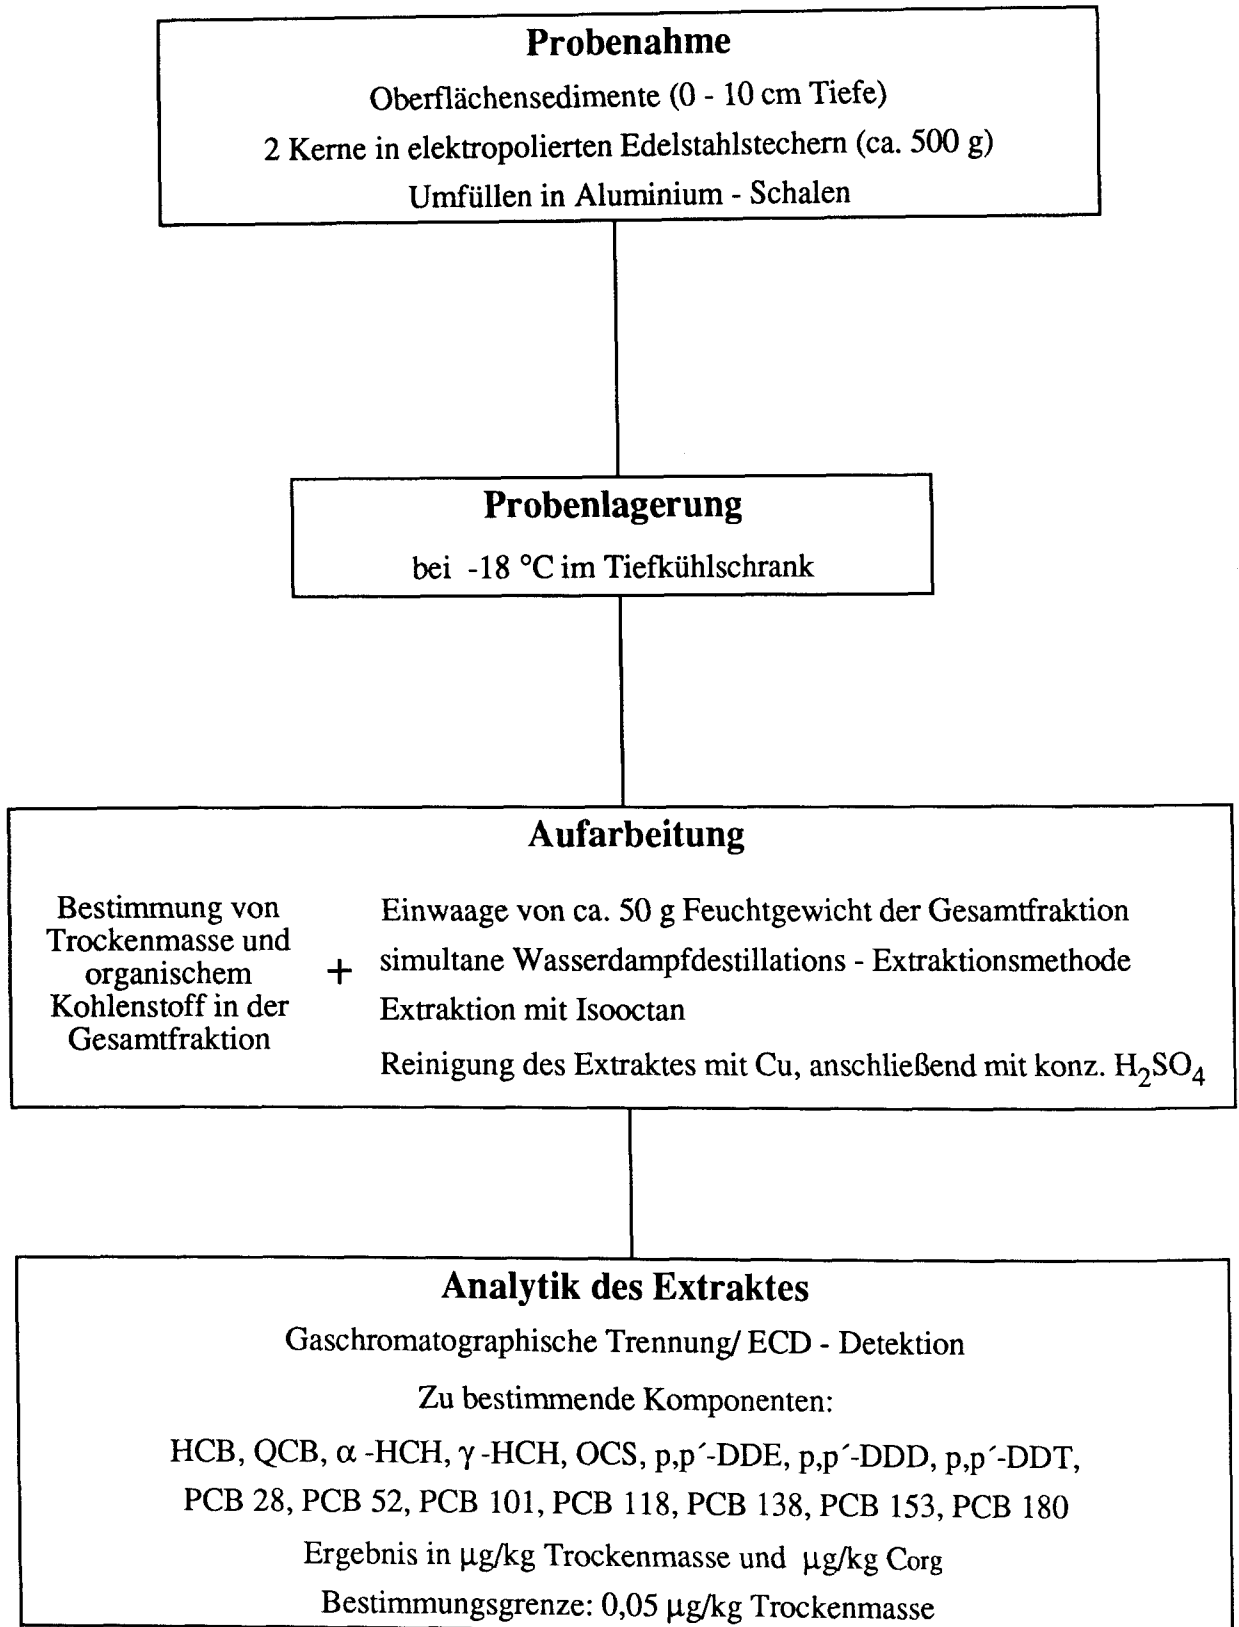 Probenahme
Oberflächensedimente (0 - 10 cm Tiefe)
2 Kerne in elektropolierten Edelstahlstechern (ca. 500 g)
Umfüllen in Aluminium - Schalen
Probenlagerung
bei -18 °C im Tiefkühlschrank
Aufarbeitung
Bestimmung von
Trockenmasse und
organischem
Kohlenstoff in der
Gesamtfraktion
+
Einwaage von ca. 50 g Feuchtgewicht der Gesamtfraktion
simultane Wasserdampfdestillations - Extraktionsmethode
Extraktion mit Isooctan
Reinigung des Extraktes mit Cu, anschließend mit konz. H₂SO₄
Analytik des Extraktes
Gaschromatographische Trennung/ ECD - Detektion
Zu bestimmende Komponenten:
HCB, QCB, α -HCH, γ -HCH, OCS, p,p´-DDE, p,p´-DDD, p,p´-DDT,
PCB 28, PCB 52, PCB 101, PCB 118, PCB 138, PCB 153, PCB 180
Ergebnis in µg/kg Trockenmasse und µg/kg Corg
Bestimmungsgrenze: 0,05 µg/kg Trockenmasse